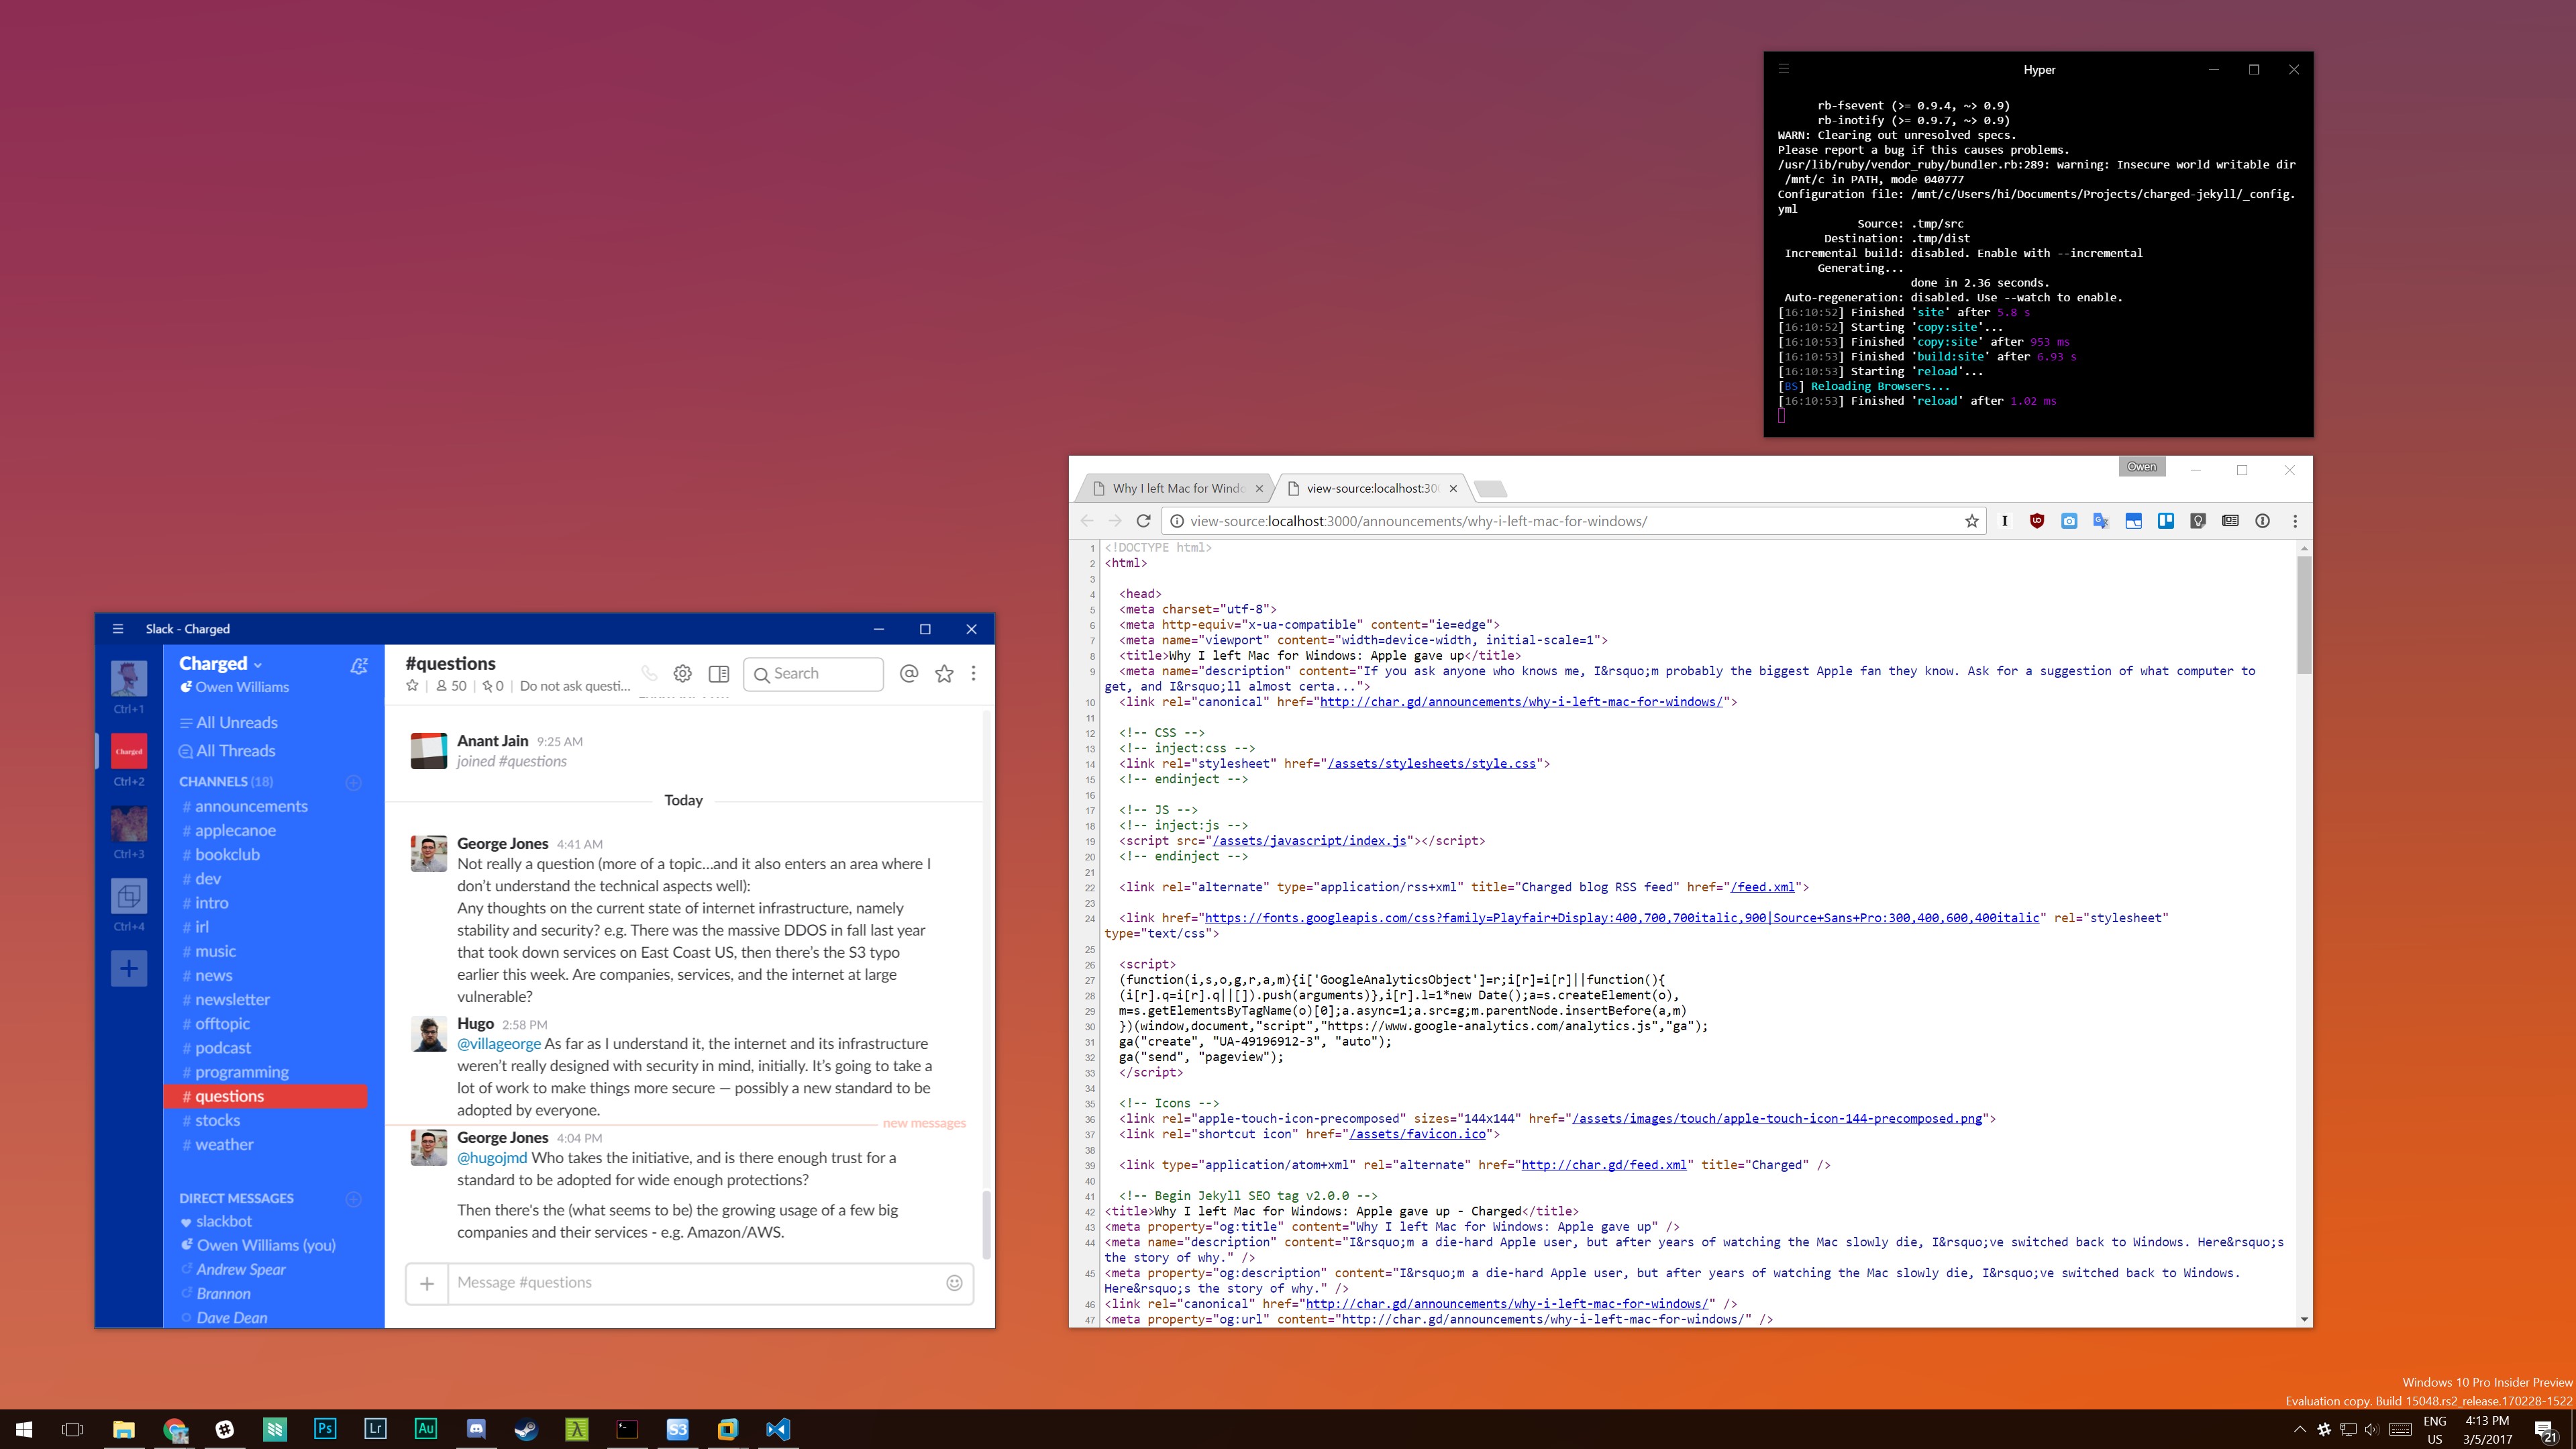 Hyper
rb-fsevent (>= 0.9.4, ~> 0.9)
rb-inotify (>= 0.9.7, ~> 0.9)
WARN: Clearing out unresolved specs.
Please report a bug if this causes problems.
/usr/lib/ruby/vendor_ruby/bundler.rb:289: warning: Insecure world writable dir
/mnt/c in PATH, mode 040777
Configuration file: /mnt/c/Users/hi/Documents/Projects/charged-jekyll/_config.
yml
Source: .tmp/src
Destination: .tmp/dist
Incremental build: disabled. Enable with --incremental
Generating...
done in 2.36 seconds.
Auto-regeneration: disabled. Use --watch to enable.
[16:10:52] Finished 'site' after 5.8 s
[16:10:52] Starting 'copy:site'...
[16:10:53] Finished 'copy:site' after 953 ms
[16:10:53] Finished 'build:site' after 6.93 s
[16:10:53] Starting 'reload'...
[BS] Reloading Browsers...
[16:10:53] Finished 'reload' after 1.02 ms
Owen
Why I left Mac for Windo
view-source:localhost:30
view-source:localhost:3000/announcements/why-i-left-mac-for-windows/
1 <!DOCTYPE html>
2 <html>
3
4 <head>
5 <meta charset="utf-8">
6 <meta http-equiv="x-ua-compatible" content="ie=edge">
7 <meta name="viewport" content="width=device-width, initial-scale=1">
8 <title>Why I left Mac for Windows: Apple gave up</title>
9 <meta name="description" content="If you ask anyone who knows me, I&rsquo;m probably the biggest Apple fan they know. Ask for a suggestion of what computer to
get, and I&rsquo;ll almost certa...">
10 <link rel="canonical" href="http://char.gd/announcements/why-i-left-mac-for-windows/">
11
12 <!-- CSS -->
13 <!-- inject:css -->
14 <link rel="stylesheet" href="/assets/stylesheets/style.css">
15 <!-- endinject -->
16
17 <!-- JS -->
18 <!-- inject:js -->
19 <script src="/assets/javascript/index.js"></script>
20 <!-- endinject -->
21
22 <link rel="alternate" type="application/rss+xml" title="Charged blog RSS feed" href="/feed.xml">
23
24 <link href="https://fonts.googleapis.com/css?family=Playfair+Display:400,700,700italic,900|Source+Sans+Pro:300,400,600,400italic" rel="stylesheet"
type="text/css">
25
26 <script>
27 (function(i,s,o,g,r,a,m){i['GoogleAnalyticsObject']=r;i[r]=i[r]||function(){
28 (i[r].q=i[r].q||[]).push(arguments)},i[r].l=1*new Date();a=s.createElement(o),
29 m=s.getElementsByTagName(o)[0];a.async=1;a.src=g;m.parentNode.insertBefore(a,m)
30 })(window,document,"script","https://www.google-analytics.com/analytics.js","ga");
31 ga("create", "UA-49196912-3", "auto");
32 ga("send", "pageview");
33 </script>
34
35 <!-- Icons -->
36 <link rel="apple-touch-icon-precomposed" sizes="144x144" href="/assets/images/touch/apple-touch-icon-144-precomposed.png">
37 <link rel="shortcut icon" href="/assets/favicon.ico">
38
39 <link type="application/atom+xml" rel="alternate" href="http://char.gd/feed.xml" title="Charged" />
40
41 <!-- Begin Jekyll SEO tag v2.0.0 -->
42 <title>Why I left Mac for Windows: Apple gave up - Charged</title>
43 <meta property="og:title" content="Why I left Mac for Windows: Apple gave up" />
44 <meta name="description" content="I&rsquo;m a die-hard Apple user, but after years of watching the Mac slowly die, I&rsquo;ve switched back to Windows. Here&rsquo;s
the story of why." />
45 <meta property="og:description" content="I&rsquo;m a die-hard Apple user, but after years of watching the Mac slowly die, I&rsquo;ve switched back to Windows.
Here&rsquo;s the story of why." />
46 <link rel="canonical" href="http://char.gd/announcements/why-i-left-mac-for-windows/" />
47 <meta property="og:url" content="http://char.gd/announcements/why-i-left-mac-for-windows/" />
Slack - Charged
Ctrl+1
Charged
Ctrl+2
Ctrl+3
Ctrl+4
Charged
Owen Williams
All Unreads
All Threads
CHANNELS (18)
# announcements
# applecanoe
# bookclub
# dev
# intro
# irl
# music
# news
# newsletter
# offtopic
# podcast
# programming
# questions
# stocks
# weather
DIRECT MESSAGES
slackbot
Owen Williams (you)
Andrew Spear
Brannon
Dave Dean
#questions
50 | 0 | Do not ask questi...
Search
Anant Jain 9:25 AM
joined #questions
Today
George Jones 4:41 AM
Not really a question (more of a topic...and it also enters an area where I
don't understand the technical aspects well):
Any thoughts on the current state of internet infrastructure, namely
stability and security? e.g. There was the massive DDOS in fall last year
that took down services on East Coast US, then there's the S3 typo
earlier this week. Are companies, services, and the internet at large
vulnerable?
Hugo 2:58 PM
@villageorge As far as I understand it, the internet and its infrastructure
weren't really designed with security in mind, initially. It's going to take a
lot of work to make things more secure — possibly a new standard to be
adopted by everyone.
new messages
George Jones 4:04 PM
@hugojmd Who takes the initiative, and is there enough trust for a
standard to be adopted for wide enough protections?
Then there's the (what seems to be) the growing usage of a few big
companies and their services - e.g. Amazon/AWS.
Message #questions
Windows 10 Pro Insider Preview
Evaluation copy. Build 15048.rs2_release.170228-1522
Ps
Lr
Au
S3
ENG
US
4:13 PM
3/5/2017
21